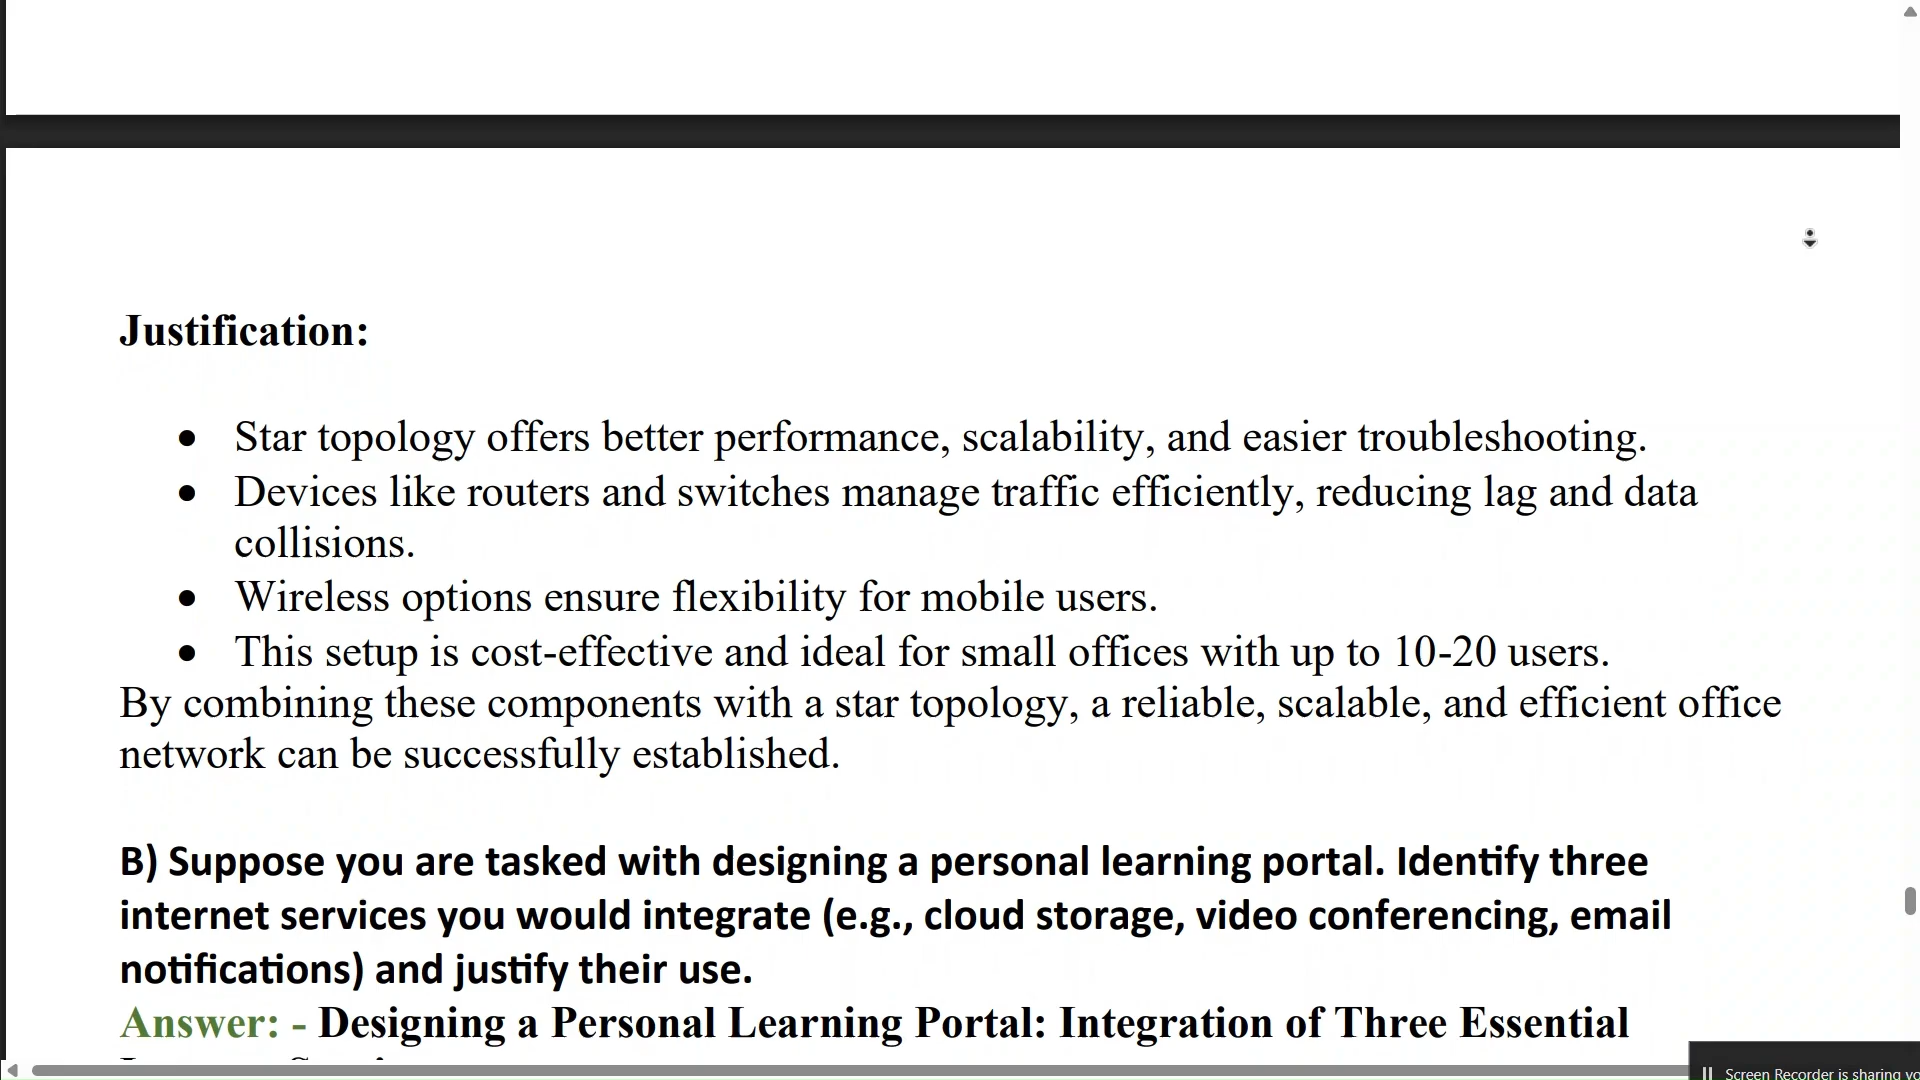 Justification:
● Star topology offers better performance, scalability, and easier troubleshooting.
● Devices like routers and switches manage traffic efficiently, reducing lag and data
collisions.
● Wireless options ensure flexibility for mobile users.
● This setup is cost-effective and ideal for small offices with up to 10-20 users.
By combining these components with a star topology, a reliable, scalable, and efficient office
network can be successfully established.
B) Suppose you are tasked with designing a personal learning portal. Identify three
internet services you would integrate (e.g., cloud storage, video conferencing, email
notifications) and justify their use.
Answer: - Designing a Personal Learning Portal: Integration of Three Essential
Screen Recorder is sharing yo